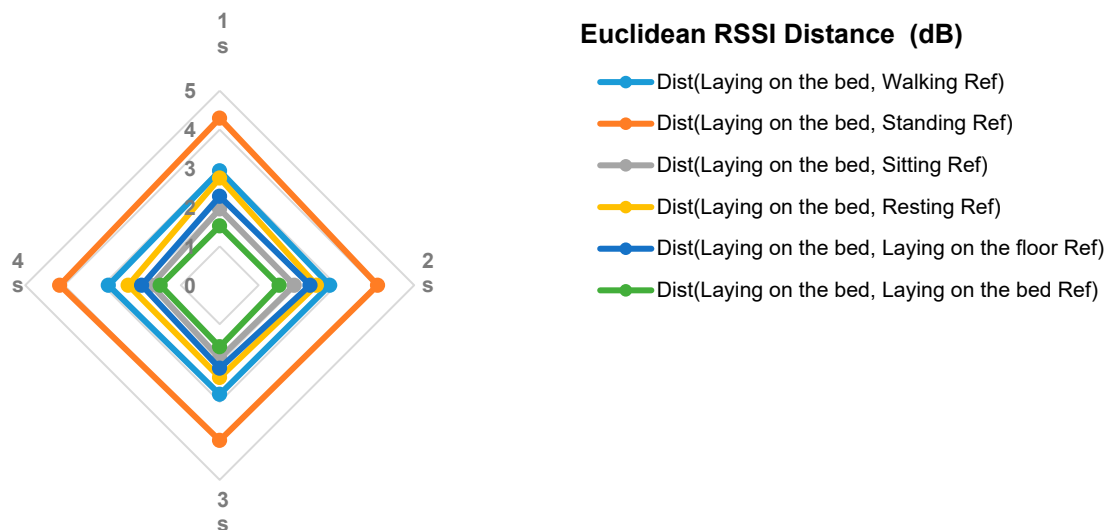 1
s
Euclidean RSSI Distance (dB)
5
4
3
2
1
0
2
s
3
s
4
s
Dist(Laying on the bed, Walking Ref)
Dist(Laying on the bed, Standing Ref)
Dist(Laying on the bed, Sitting Ref)
Dist(Laying on the bed, Resting Ref)
Dist(Laying on the bed, Laying on the floor Ref)
Dist(Laying on the bed, Laying on the bed Ref)